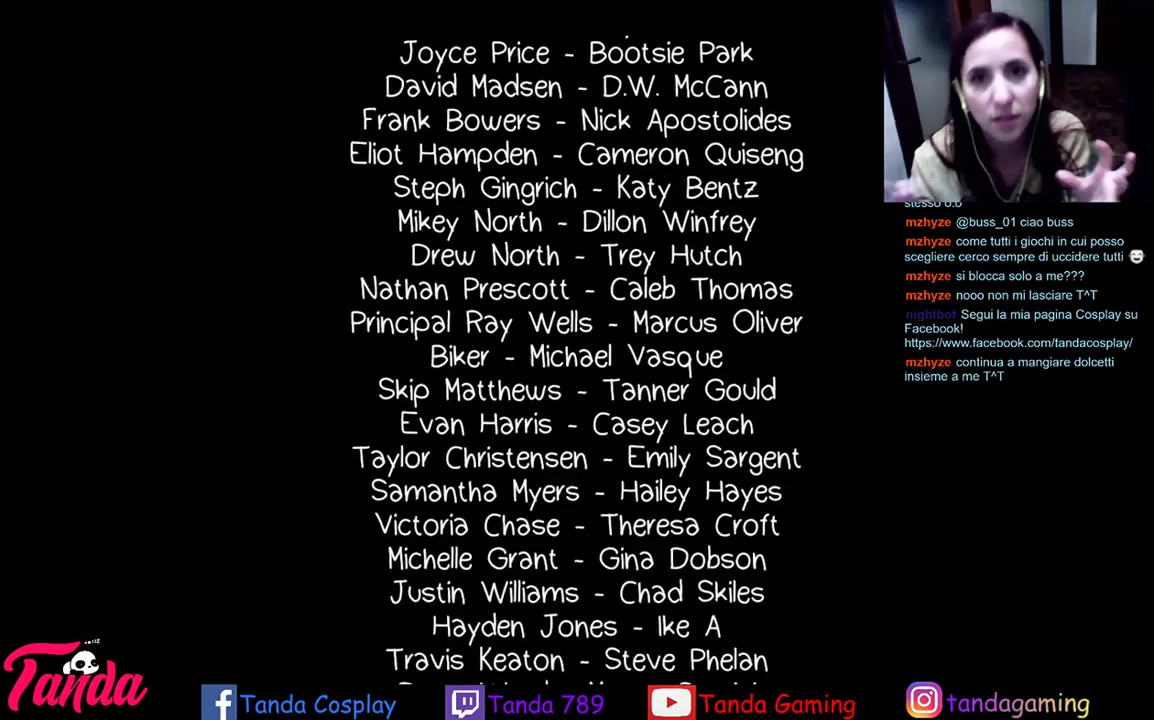 Joyce Price - Bootsie Park
David Madsen - D.W. McCann
Frank Bowers - Nick Apostolides
Eliot Hampden - Cameron Quiseng
Steph Gingrich - Katy Bentz
Mikey North - Dillon Winfrey
Drew North - Trey Hutch
Nathan Prescott - Caleb Thomas
Principal Ray Wells - Marcus Oliver
Biker - Michael Vasque
Skip Matthews - Tanner Gould
Evan Harris - Casey Leach
Taylor Christensen - Emily Sargent
Samantha Myers - Hailey Hayes
Victoria Chase - Theresa Croft
Michelle Grant - Gina Dobson
Justin Williams - Chad Skiles
Hayden Jones - Ike A
Travis Keaton - Steve Phelan
stesso o.o
mzhyze @buss_01 ciao buss
mzhyze come tutti i giochi in cui posso
scegliere cerco sempre di uccidere tutti
mzhyze si blocca solo a me???
mzhyze nooo non mi lasciare T^T
nightbot Segui la mia pagina Cosplay su
Facebook!
https://www.facebook.com/tandacosplay/
mzhyze continua a mangiare dolcetti
insieme a me T^T
Tanda
Tanda Cosplay
Tanda 789
Tanda Gaming
tandagaming